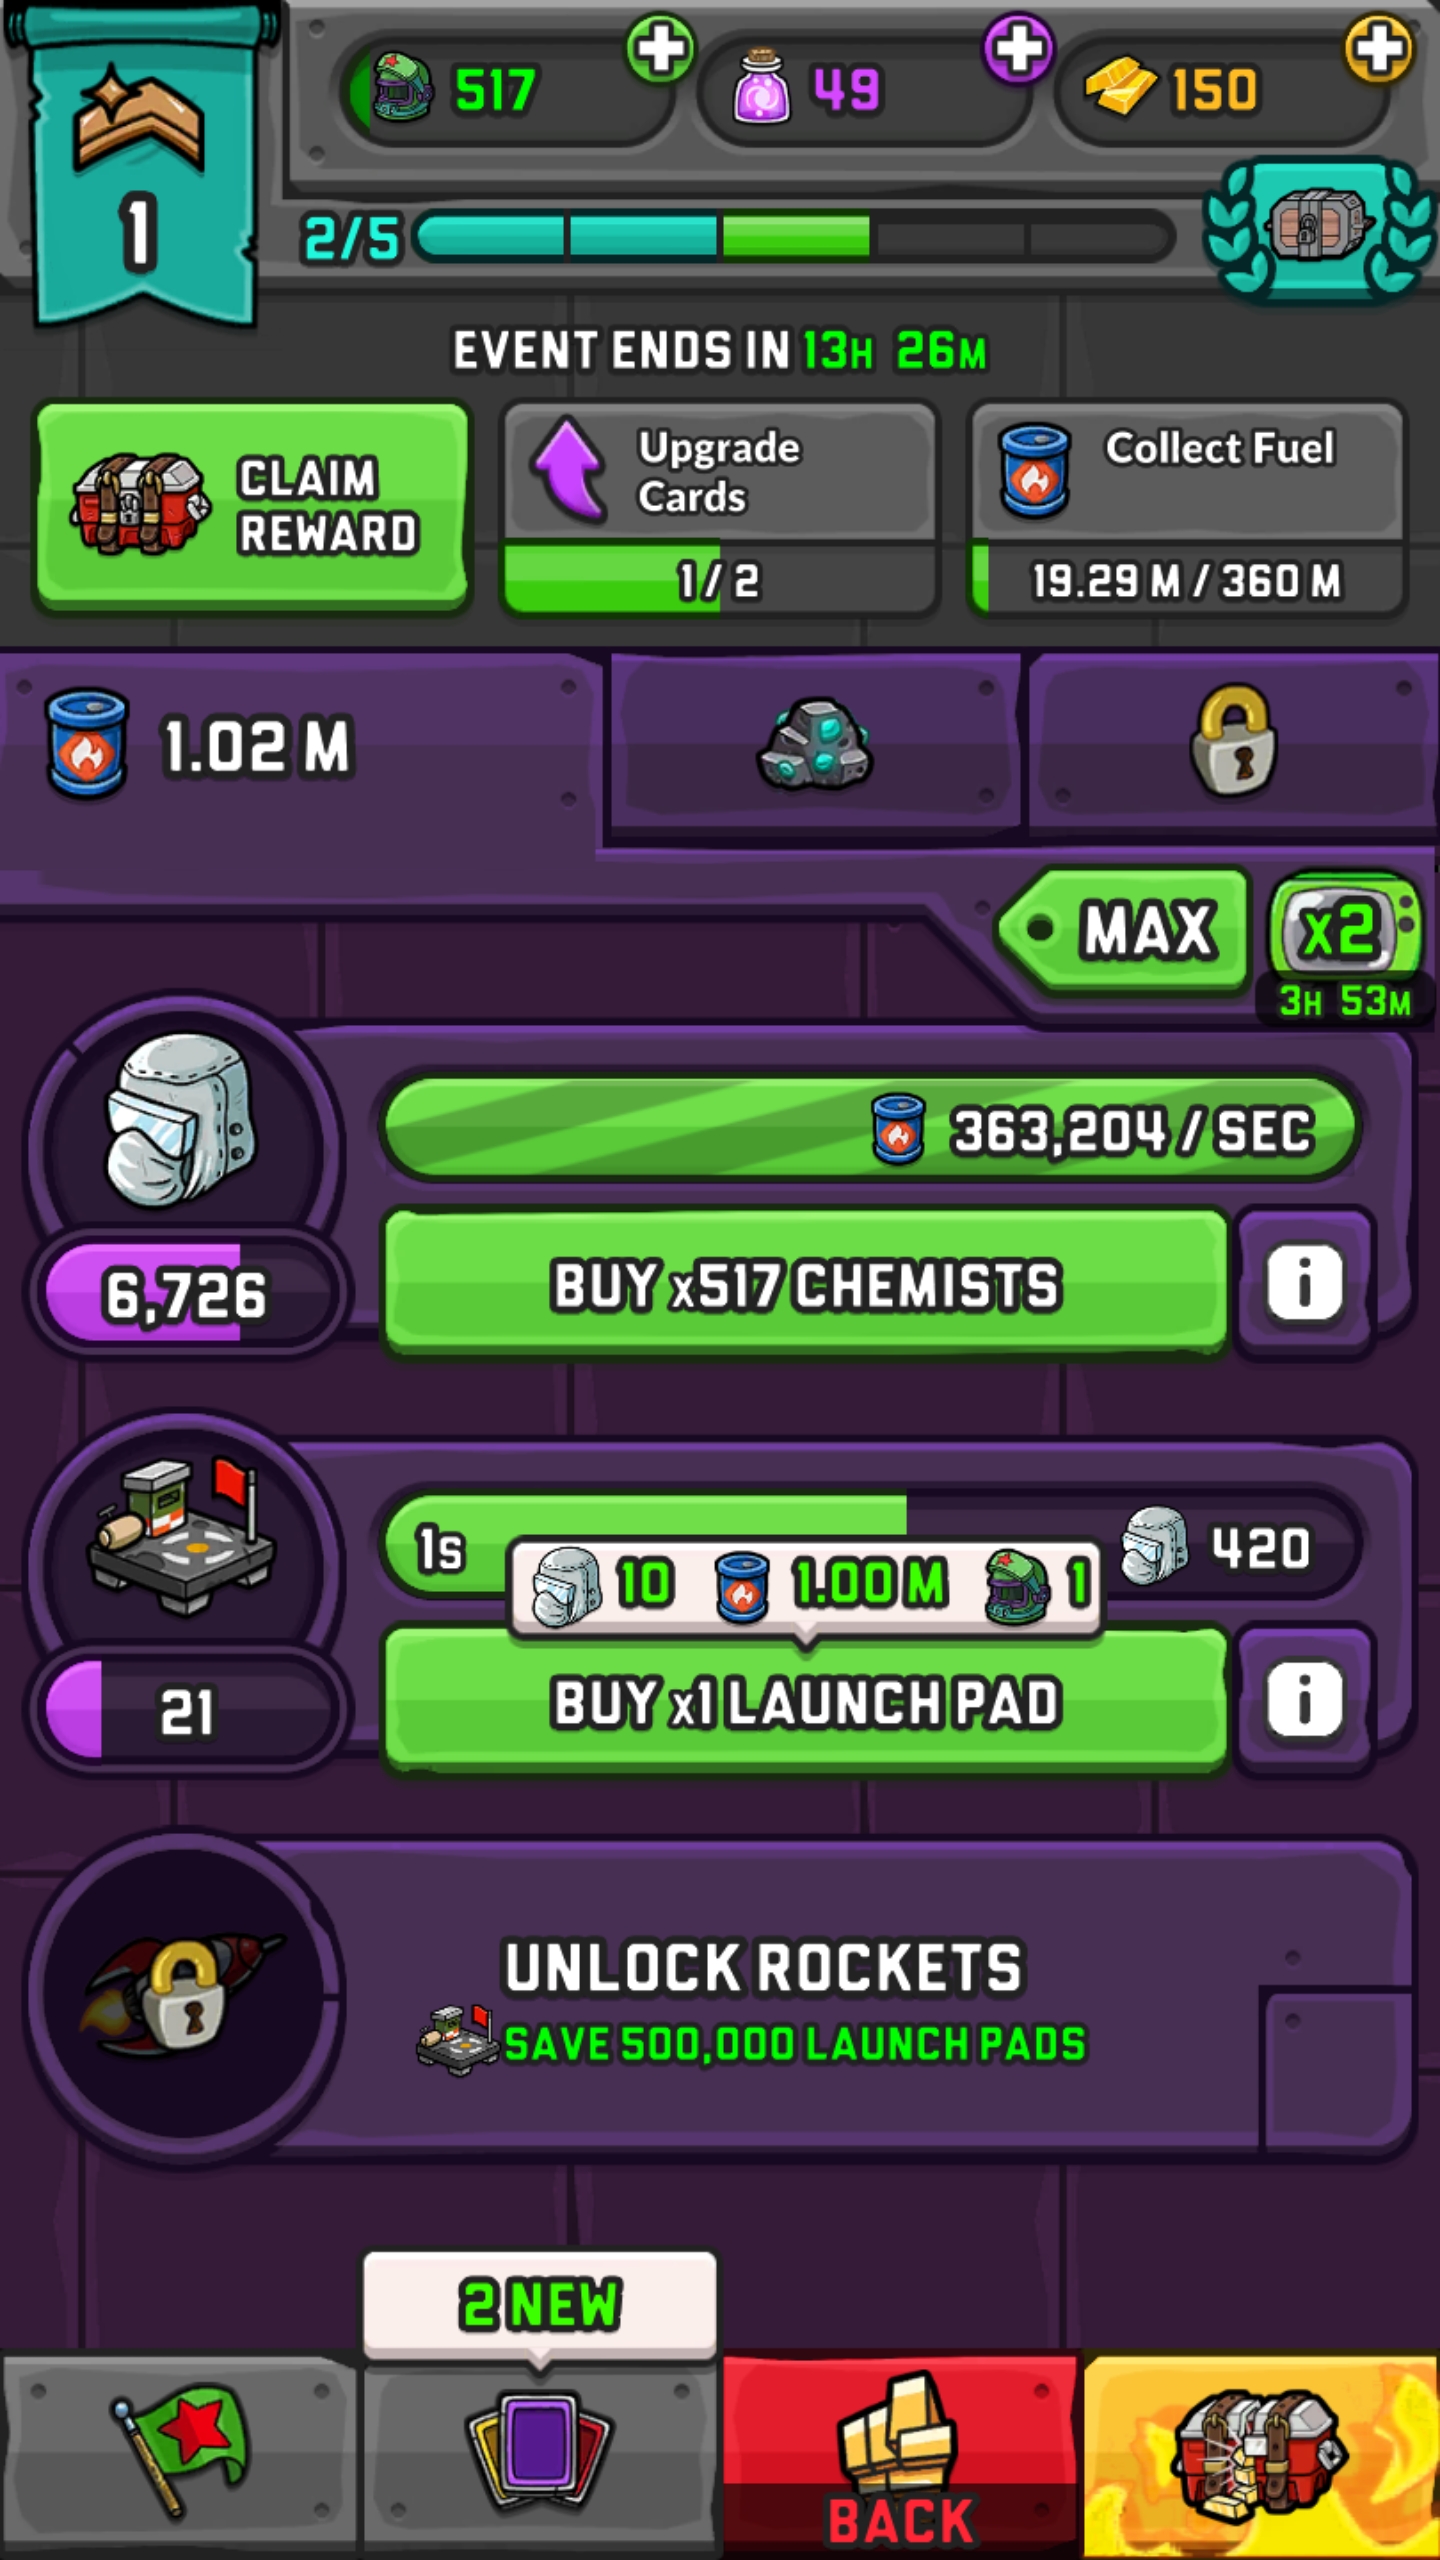 517
49
150
1
2/5
EVENT ENDS IN 13H 26M
CLAIM
REWARD
Upgrade
Cards
1/2
Collect Fuel
19.29 M / 360 M
1.02 M
MAX
x2
3H 53M
363,204 / SEC
6,726
BUY x517 CHEMISTS
1s
420
10
1.00 M
1
21
BUY x1 LAUNCH PAD
UNLOCK ROCKETS
SAVE 500,000 LAUNCH PADS
2 NEW
BACK